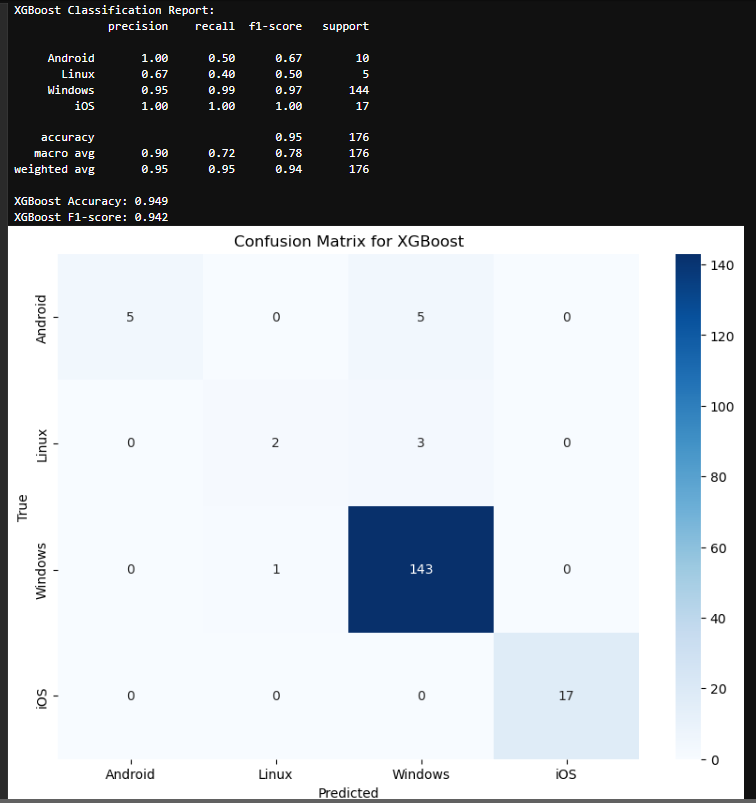 XGBoost Classification Report:
precision recall f1-score support
Android 1.00 0.50 0.67 10
Linux 0.67 0.40 0.50 5
Windows 0.95 0.99 0.97 144
iOS 1.00 1.00 1.00 17
accuracy 0.95 176
macro avg 0.90 0.72 0.78 176
weighted avg 0.95 0.95 0.94 176
XGBoost Accuracy: 0.949
XGBoost F1-score: 0.942
Confusion Matrix for XGBoost
Android 5 0 5 0
Linux 0 2 3 0
Windows 0 1 143 0
iOS 0 0 0 17
Android Linux Windows iOS
Predicted
True
140
120
100
80
60
40
20
0